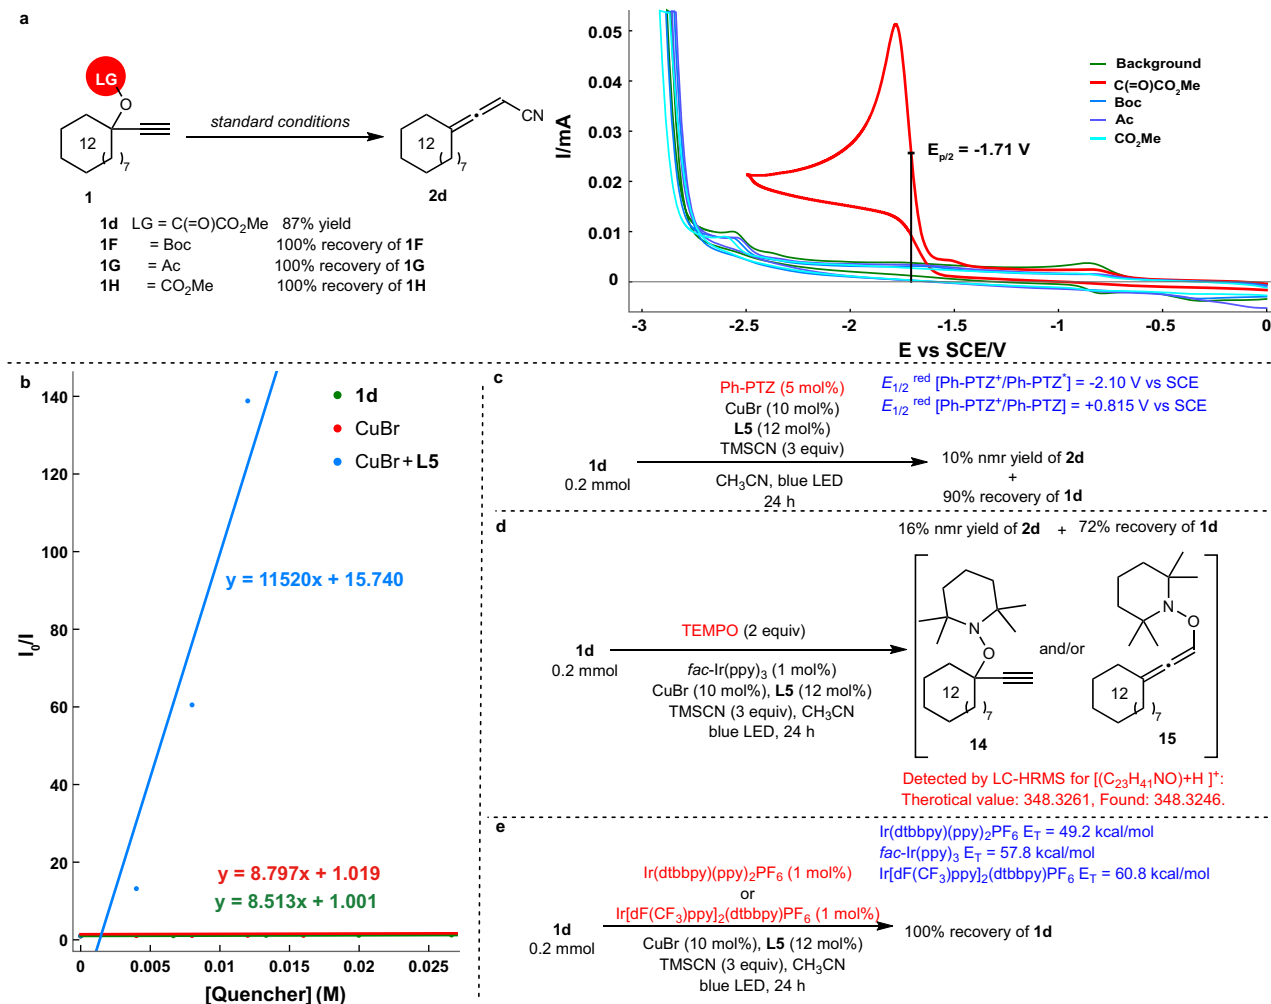 a
LG
O
12
( )7
1
standard conditions
12
( )7
CN
2d
1d LG = C(=O)CO2Me 87% yield
1F = Boc 100% recovery of 1F
1G = Ac 100% recovery of 1G
1H = CO2Me 100% recovery of 1H
0.05
0.04
0.03
0.02
0.01
0
I/mA
Background
C(=O)CO2Me
Boc
Ac
CO2Me
Ep/2 = -1.71 V
-3 -2.5 -2 -1.5 -1 -0.5 0
E vs SCE/V
b
140
120
100
80
60
40
20
0
I0/I
1d
CuBr
CuBr + L5
y = 11520x + 15.740
y = 8.797x + 1.019
y = 8.513x + 1.001
0 0.005 0.01 0.015 0.02 0.025
[Quencher] (M)
c
1d
0.2 mmol
Ph-PTZ (5 mol%)
CuBr (10 mol%)
L5 (12 mol%)
TMSCN (3 equiv)
CH3CN, blue LED
24 h
E1/2 red [Ph-PTZ+/Ph-PTZ*] = -2.10 V vs SCE
E1/2 red [Ph-PTZ+/Ph-PTZ] = +0.815 V vs SCE
10% nmr yield of 2d
+
90% recovery of 1d
d
1d
0.2 mmol
TEMPO (2 equiv)
fac-Ir(ppy)3 (1 mol%)
CuBr (10 mol%), L5 (12 mol%)
TMSCN (3 equiv), CH3CN
blue LED, 24 h
16% nmr yield of 2d + 72% recovery of 1d
N
O
12
( )7
14
and/or
N
O
12
( )7
15
Detected by LC-HRMS for [(C23H41NO)+H ]+:
Therotical value: 348.3261, Found: 348.3246.
e
1d
0.2 mmol
Ir(dtbbpy)(ppy)2PF6 (1 mol%)
or
Ir[dF(CF3)ppy]2(dtbbpy)PF6 (1 mol%)
CuBr (10 mol%), L5 (12 mol%)
TMSCN (3 equiv), CH3CN
blue LED, 24 h
Ir(dtbbpy)(ppy)2PF6 ET = 49.2 kcal/mol
fac-Ir(ppy)3 ET = 57.8 kcal/mol
Ir[dF(CF3)ppy]2(dtbbpy)PF6 ET = 60.8 kcal/mol
100% recovery of 1d